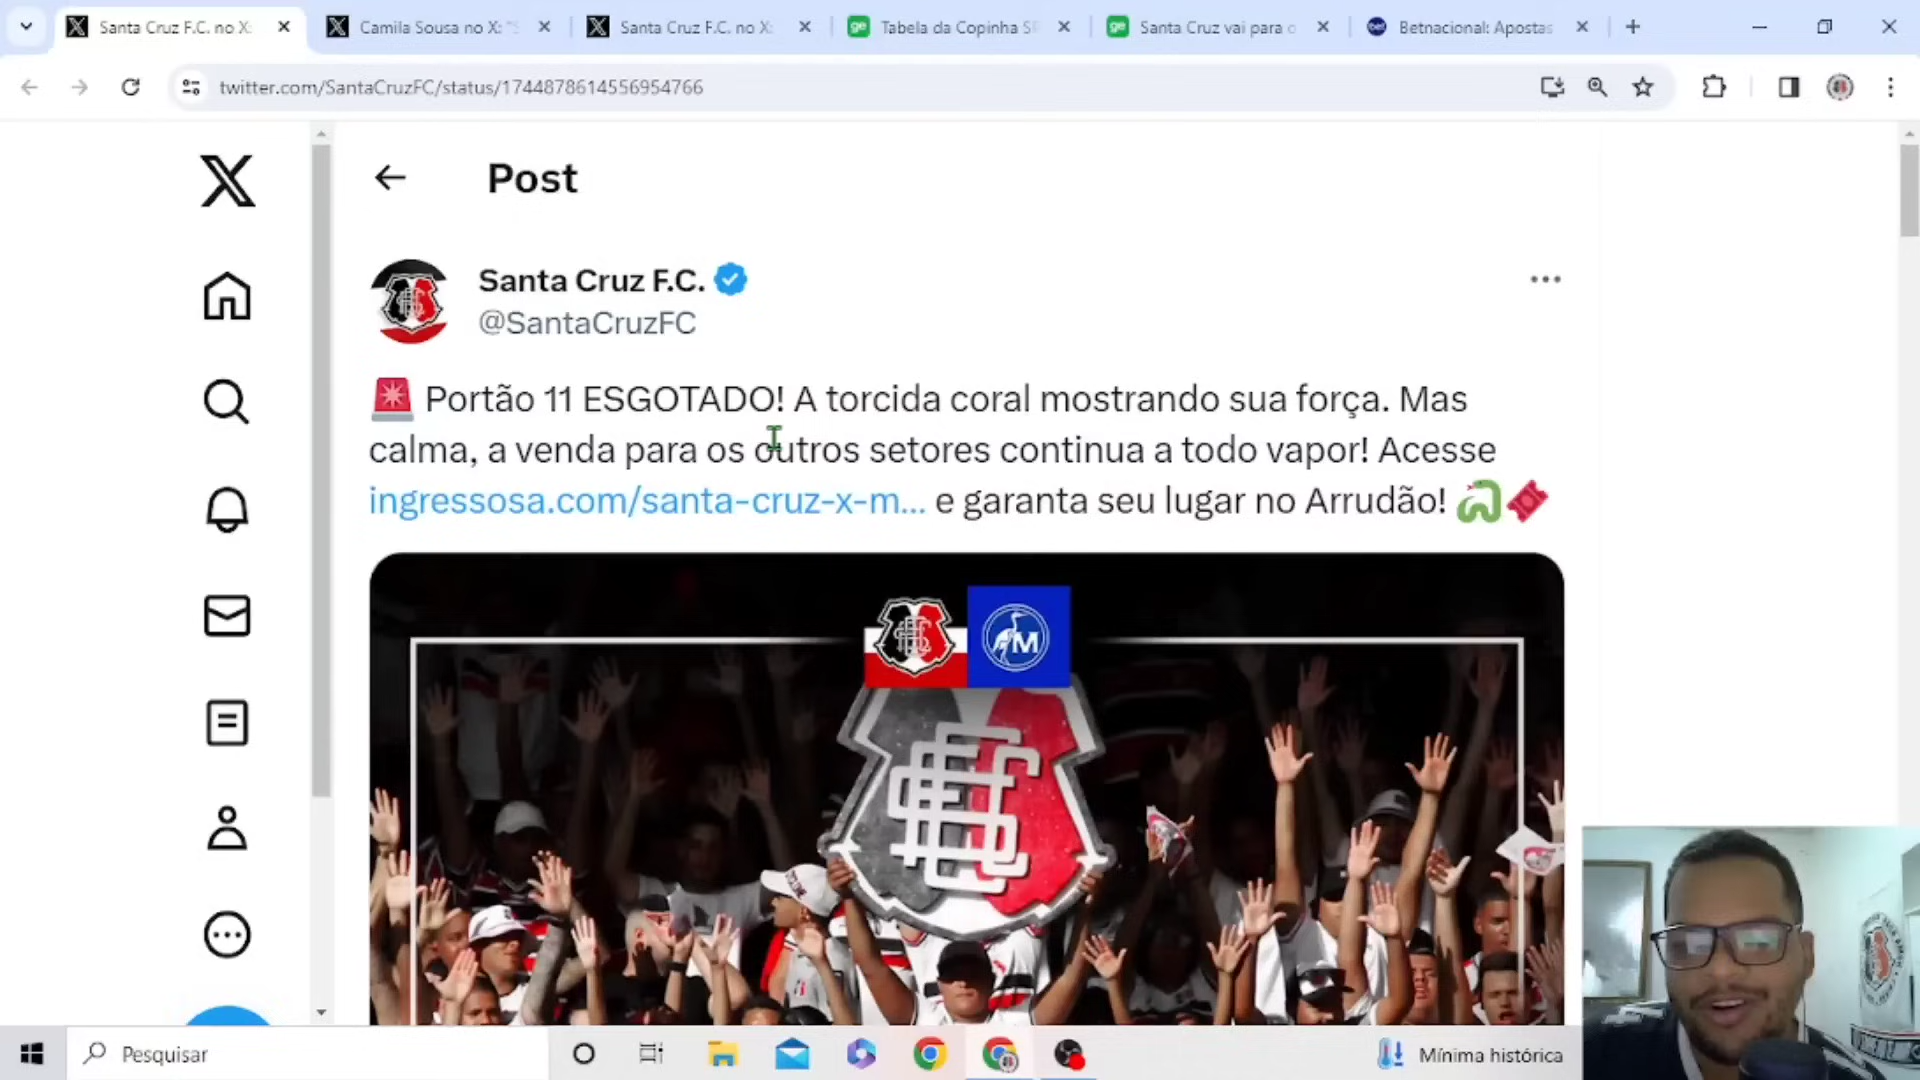 Santa Cruz F.C. no X:
Camila Sousa no X: "S
Santa Cruz F.C. no X:
Tabela da Copinha SP
Santa Cruz vai para o
Betnacional: Apostas
twitter.com/SantaCruzFC/status/1744878614556954766
Post
Santa Cruz F.C.
@SantaCruzFC
🚨 Portão 11 ESGOTADO! A torcida coral mostrando sua força. Mas
calma, a venda para os outros setores continua a todo vapor! Acesse
ingressosa.com/santa-cruz-x-m... e garanta seu lugar no Arrudão! 🐍🎟️
M
Pesquisar
Mínima histórica